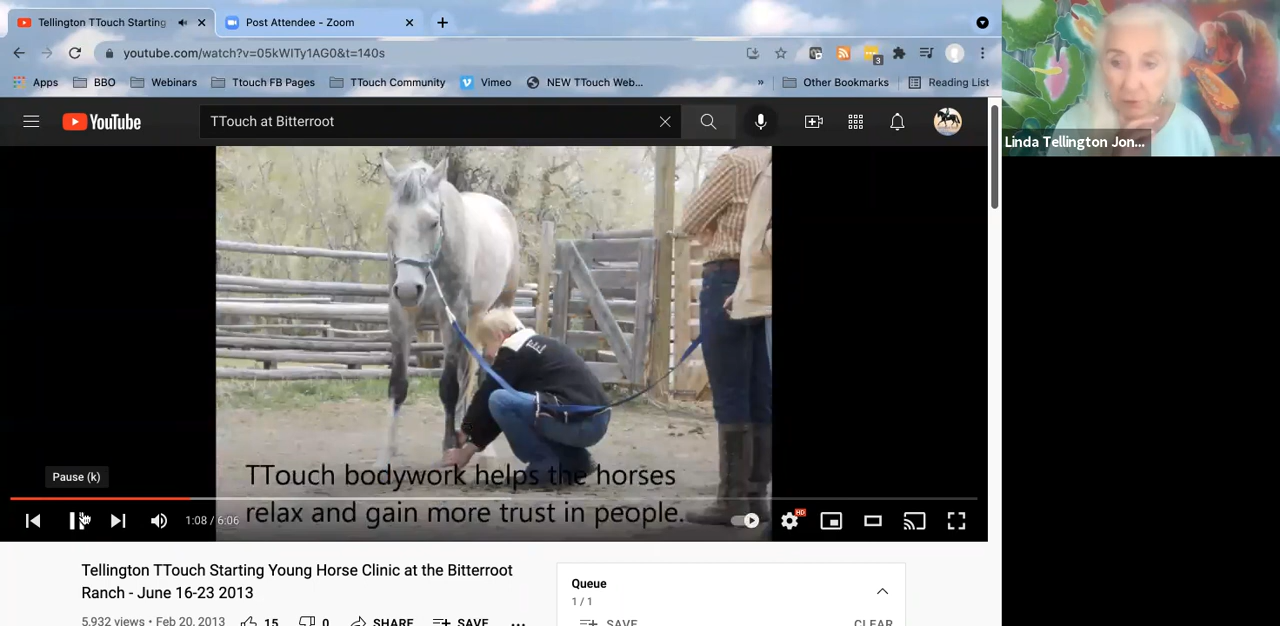 Tellington TTouch Starting
Post Attendee - Zoom
youtube.com/watch?v=05kWITy1AG0&t=140s
3
Apps
BBO
Webinars
Ttouch FB Pages
TTouch Community
Vimeo
NEW TTouch Web...
»
Other Bookmarks
Reading List
Linda Tellington Jon...
YouTube
TTouch at Bitterroot
TTouch bodywork helps the horses
relax and gain more trust in people.
Pause (k)
1:08 / 6:06
HD
Tellington TTouch Starting Young Horse Clinic at the Bitterroot
Ranch - June 16-23 2013
5,932 views • Feb 20, 2013
15
0
SHARE
SAVE
...
Queue
1 / 1
SAVE
CLEAR